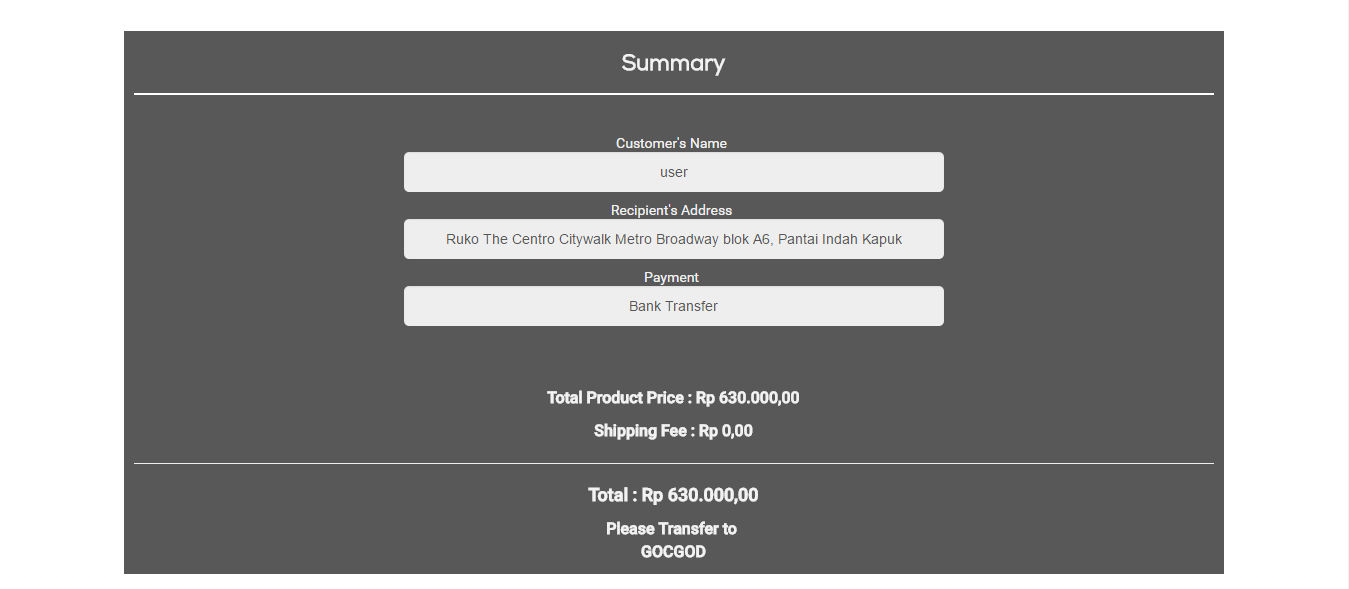 Summary
Customer's Name
user
Recipient's Address
Ruko The Centro Citywalk Metro Broadway blok A6, Pantai Indah Kapuk
Payment
Bank Transfer
Total Product Price : Rp 630.000,00
Shipping Fee : Rp 0,00
Total : Rp 630.000,00
Please Transfer to
GOCGOD